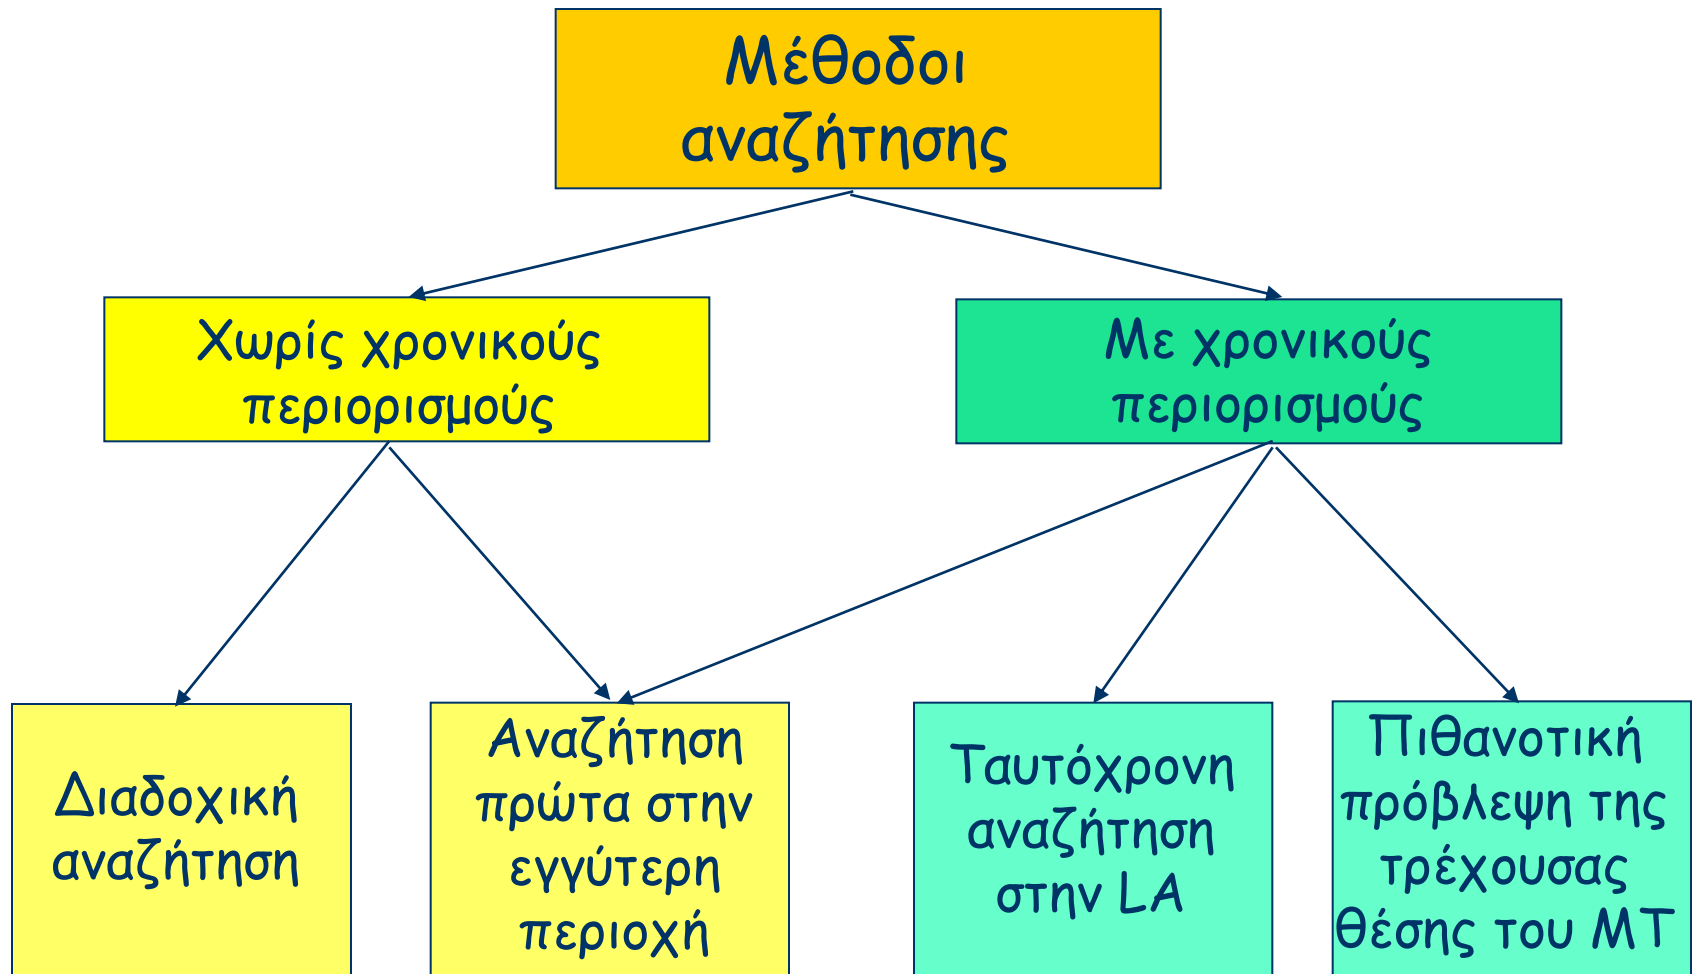 Μέθοδοι
αναζήτησης
Χωρίς χρονικούς
περιορισμούς
Με χρονικούς
περιορισμούς
Διαδοχική
αναζήτηση
Αναζήτηση
πρώτα στην
εγγύτερη
περιοχή
Ταυτόχρονη
αναζήτηση
στην LA
Πιθανοτική
πρόβλεψη της
τρέχουσας
θέσης του ΜΤ